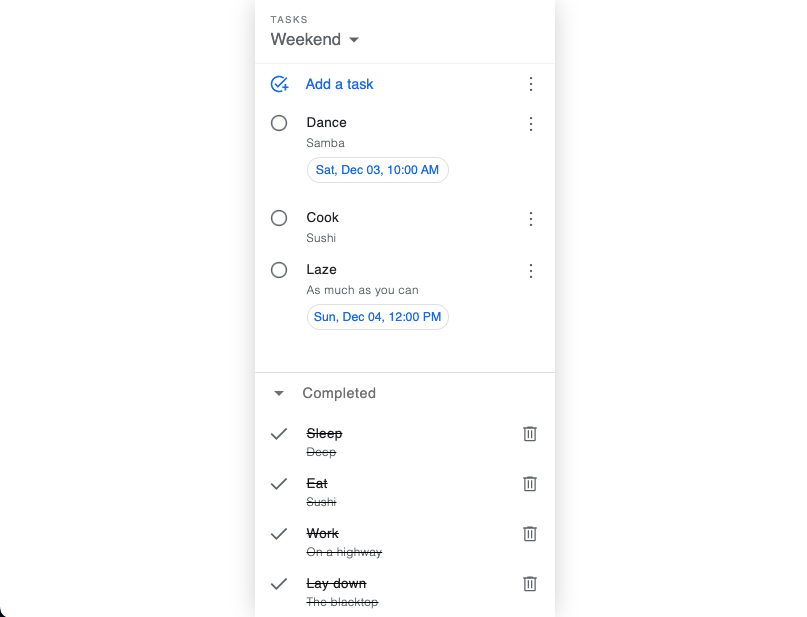 TASKS
Weekend
Add a task
Dance
Samba
Sat, Dec 03, 10:00 AM
Cook
Sushi
Laze
As much as you can
Sun, Dec 04, 12:00 PM
Completed
Sleep
Deep
Eat
Sushi
Work
On a highway
Lay down
The blacktop